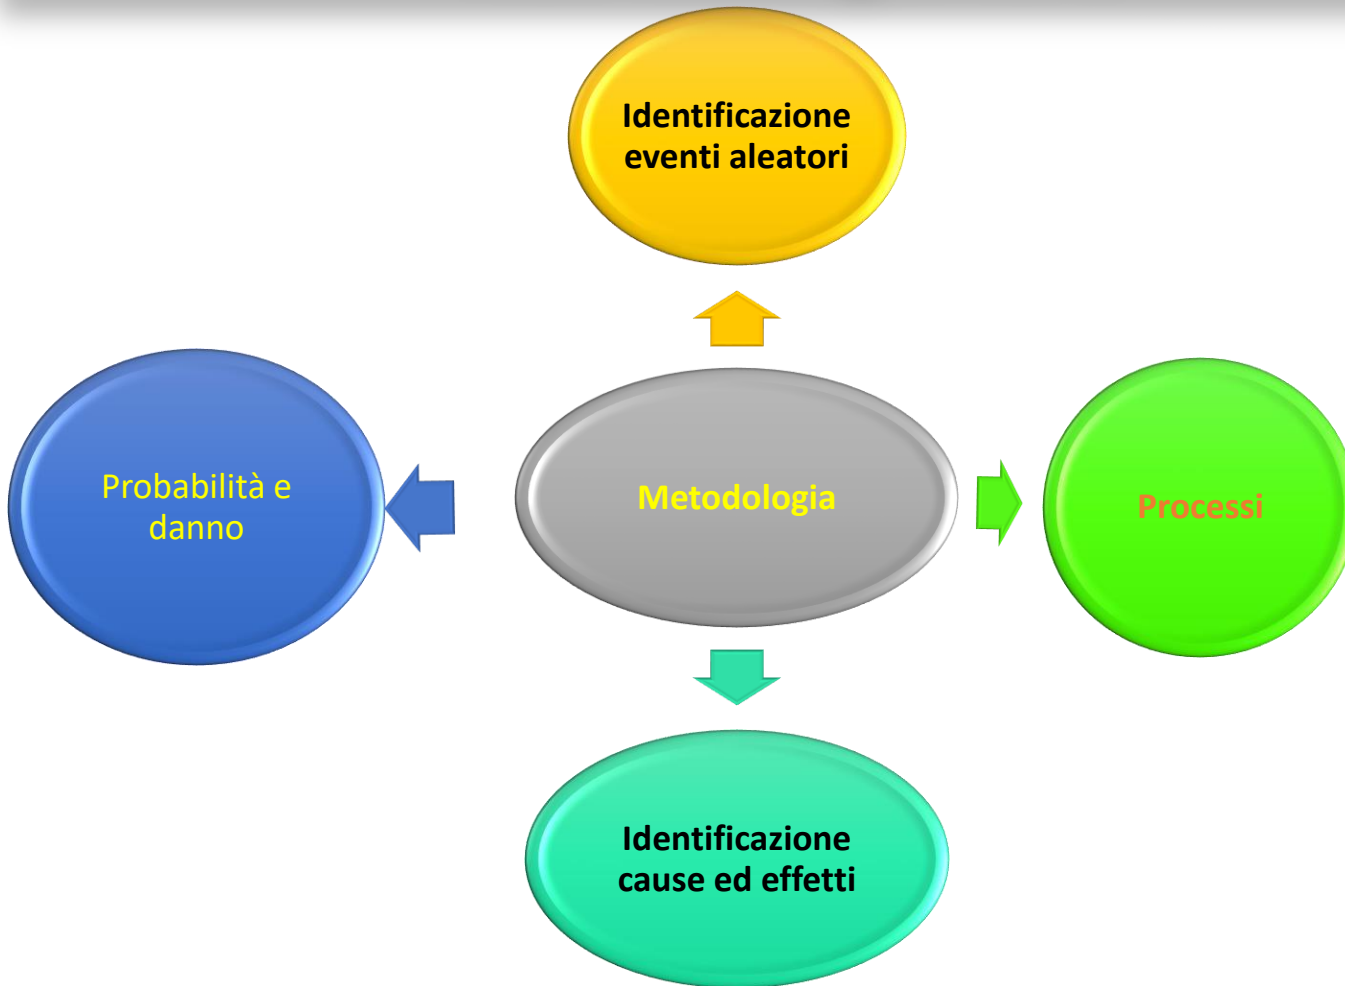 Identificazione
eventi aleatori
Probabilità e
danno
Metodologia
Processi
Identificazione
cause ed effetti